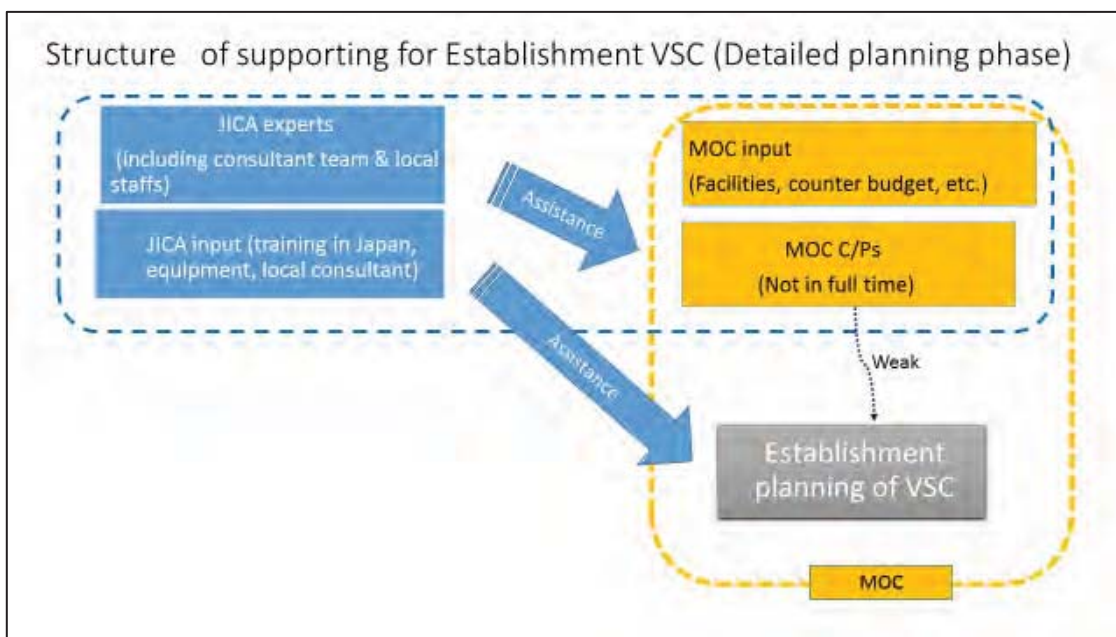 Structure of supporting for Establishment VSC (Detailed planning phase)
JICA experts
(including consultant team & local
staffs)
JICA input (training in Japan,
equipment, local consultant)
Assistance
Assistance
MOC input
(Facilities, counter budget, etc.)
MOC C/Ps
(Not in full time)
Weak
Establishment
planning of VSC
MOC